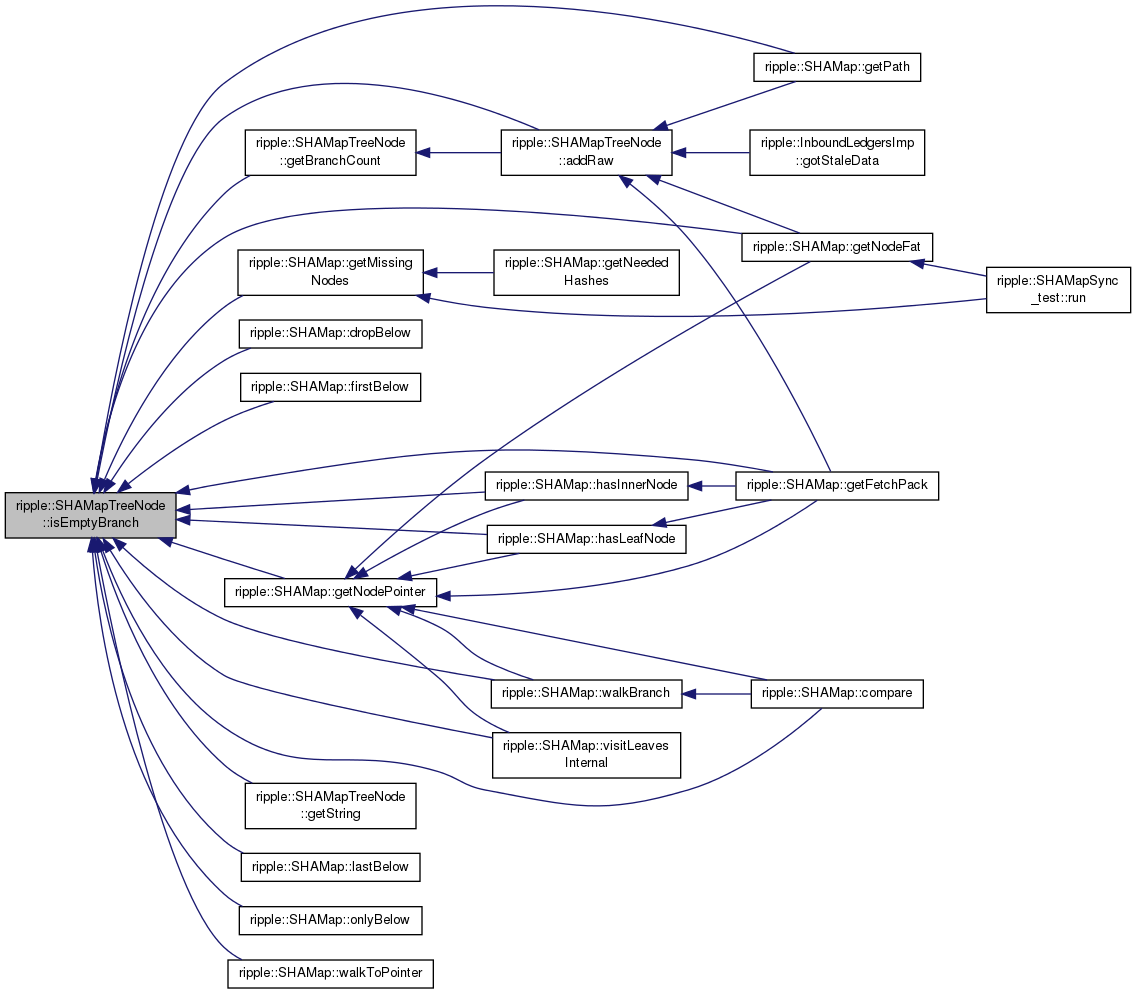 ripple::SHAMap::getPath
ripple::SHAMapTreeNode
::getBranchCount
ripple::SHAMapTreeNode
::addRaw
ripple::InboundLedgersImp
::gotStaleData
ripple::SHAMap::getNodeFat
ripple::SHAMap::getMissing
Nodes
ripple::SHAMap::getNeeded
Hashes
ripple::SHAMapSync
_test::run
ripple::SHAMap::dropBelow
ripple::SHAMap::firstBelow
ripple::SHAMapTreeNode
::isEmptyBranch
ripple::SHAMap::hasInnerNode
ripple::SHAMap::getFetchPack
ripple::SHAMap::hasLeafNode
ripple::SHAMap::getNodePointer
ripple::SHAMap::walkBranch
ripple::SHAMap::compare
ripple::SHAMap::visitLeaves
Internal
ripple::SHAMapTreeNode
::getString
ripple::SHAMap::lastBelow
ripple::SHAMap::onlyBelow
ripple::SHAMap::walkToPointer